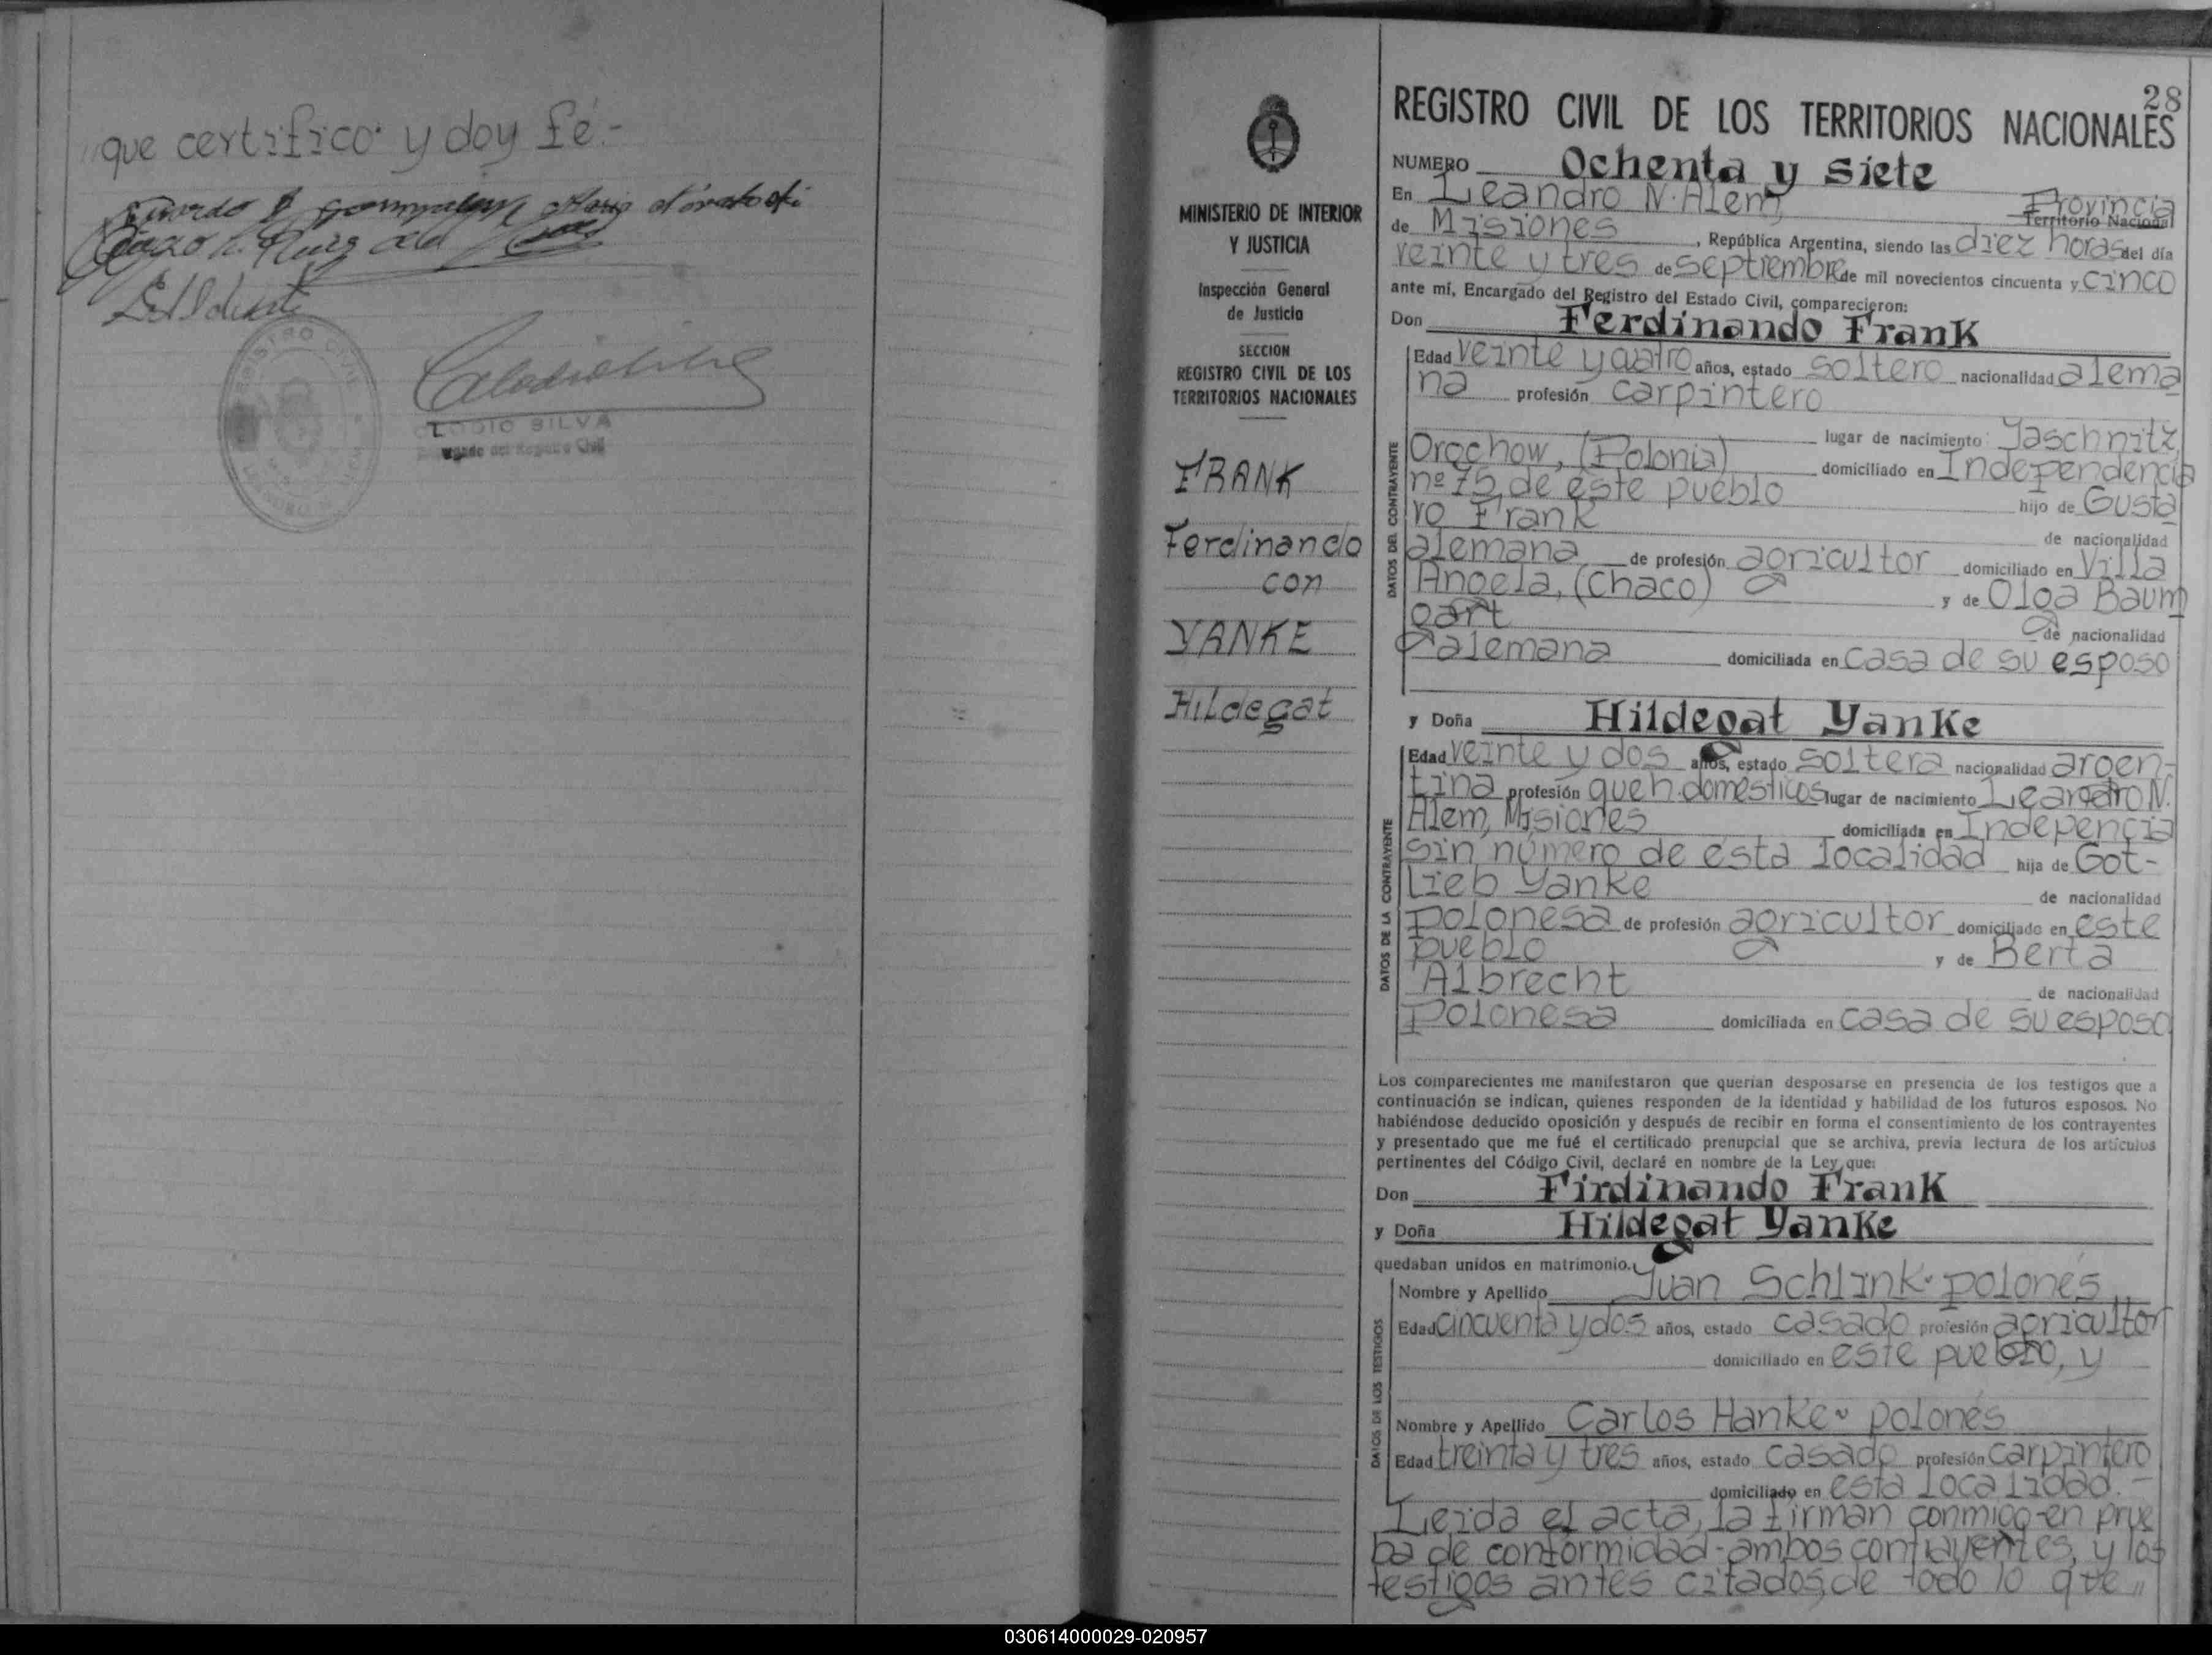 que certifico y doy fé.-
CLODIO SILVA
MINISTERIO DE INTERIOR
Y JUSTICIA
Inspección General
de Justicia
SECCION
REGISTRO CIVIL DE LOS
TERRITORIOS NACIONALES
FRANK
Ferdinando
con
YANKE
Hildegat
28
REGISTRO CIVIL DE LOS TERRITORIOS NACIONALES
NUMERO Ochenta y siete
En Leandro N. Alem, Provincia
Territorio Nacional
de Misiones, República Argentina, siendo las diez horas del día
veinte y tres de septiembre de mil novecientos cincuenta y cinco
ante mí, Encargado del Registro del Estado Civil, comparecieron:
Don Ferdinando Frank
DATOS DEL CONTRAYENTE
Edad veinte y cuatro años, estado soltero nacionalidad alema
na profesión carpintero
lugar de nacimiento Jaschnitz,
Orochow, (Polonia) domiciliado en Independencia
nº 75, de este pueblo hijo de Gusta
vo Frank de nacionalidad
alemana de profesión agricultor domiciliado en Villa
Angela, (Chaco) y de Olga Baum
gart de nacionalidad
alemana domiciliada en casa de su esposo
y Doña Hildegat Yanke
DATOS DE LA CONTRAYENTE
Edad veinte y dos años, estado soltera nacionalidad argen-
tina profesión queh. domésticos lugar de nacimiento Leandro N.
Alem, Misiones domiciliada en Indepencia
sin número de esta localidad hija de Got-
lieb Yanke de nacionalidad
polonesa de profesión agricultor domiciliado en este
pueblo y de Berta
Albrecht de nacionalidad
Polonesa domiciliada en casa de su esposo
Los comparecientes me manifestaron que querían desposarse en presencia de los testigos que a
continuación se indican, quienes responden de la identidad y habilidad de los futuros esposos. No
habiéndose deducido oposición y después de recibir en forma el consentimiento de los contrayentes
y presentado que me fué el certificado prenupcial que se archiva, previa lectura de los artículos
pertinentes del Código Civil, declaré en nombre de la Ley que:
Don Firdinando Frank
y Doña Hildegat Yanke
quedaban unidos en matrimonio.
DATOS DE LOS TESTIGOS
Nombre y Apellido Juan Schlink - polonés
Edad cincuenta y dos años, estado casado profesión agricultor
domiciliado en este pueblo, y
Nombre y Apellido Carlos Hanke - polonés
Edad treinta y tres años, estado casado profesión carpintero
domiciliado en esta localidad.-
Leida el acta, la firman conmigo en prue
ba de conformidad-ambos contrayentes, y los
testigos antes citados, de todo lo que "
030614000029-020957